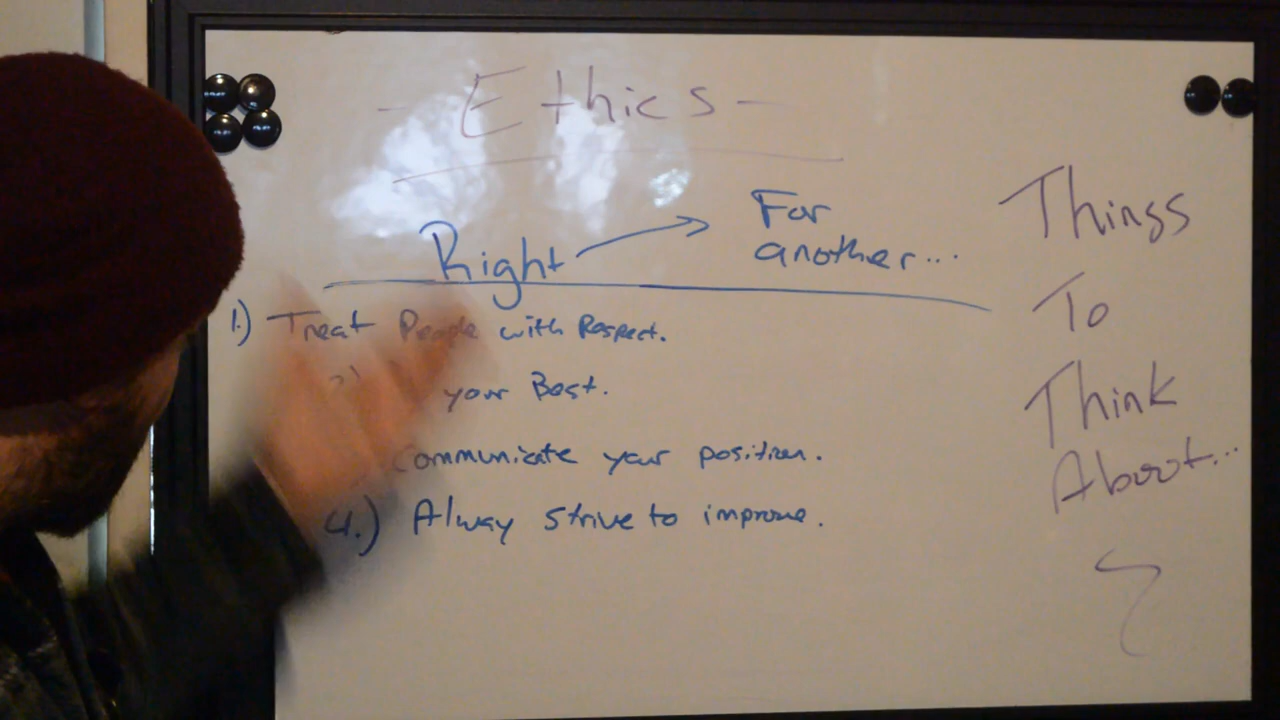 - Ethics -
Right → For
another...
1.) Treat People with Respect.
2) your Best.
Communicate your position.
4.) Alway strive to improve.
Things
To
Think
About...